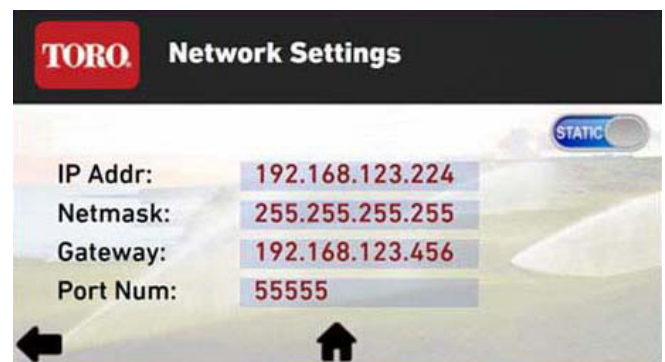 TORO. Network Settings
STATIC
IP Addr: 192.168.123.224
Netmask: 255.255.255.255
Gateway: 192.168.123.456
Port Num: 55555